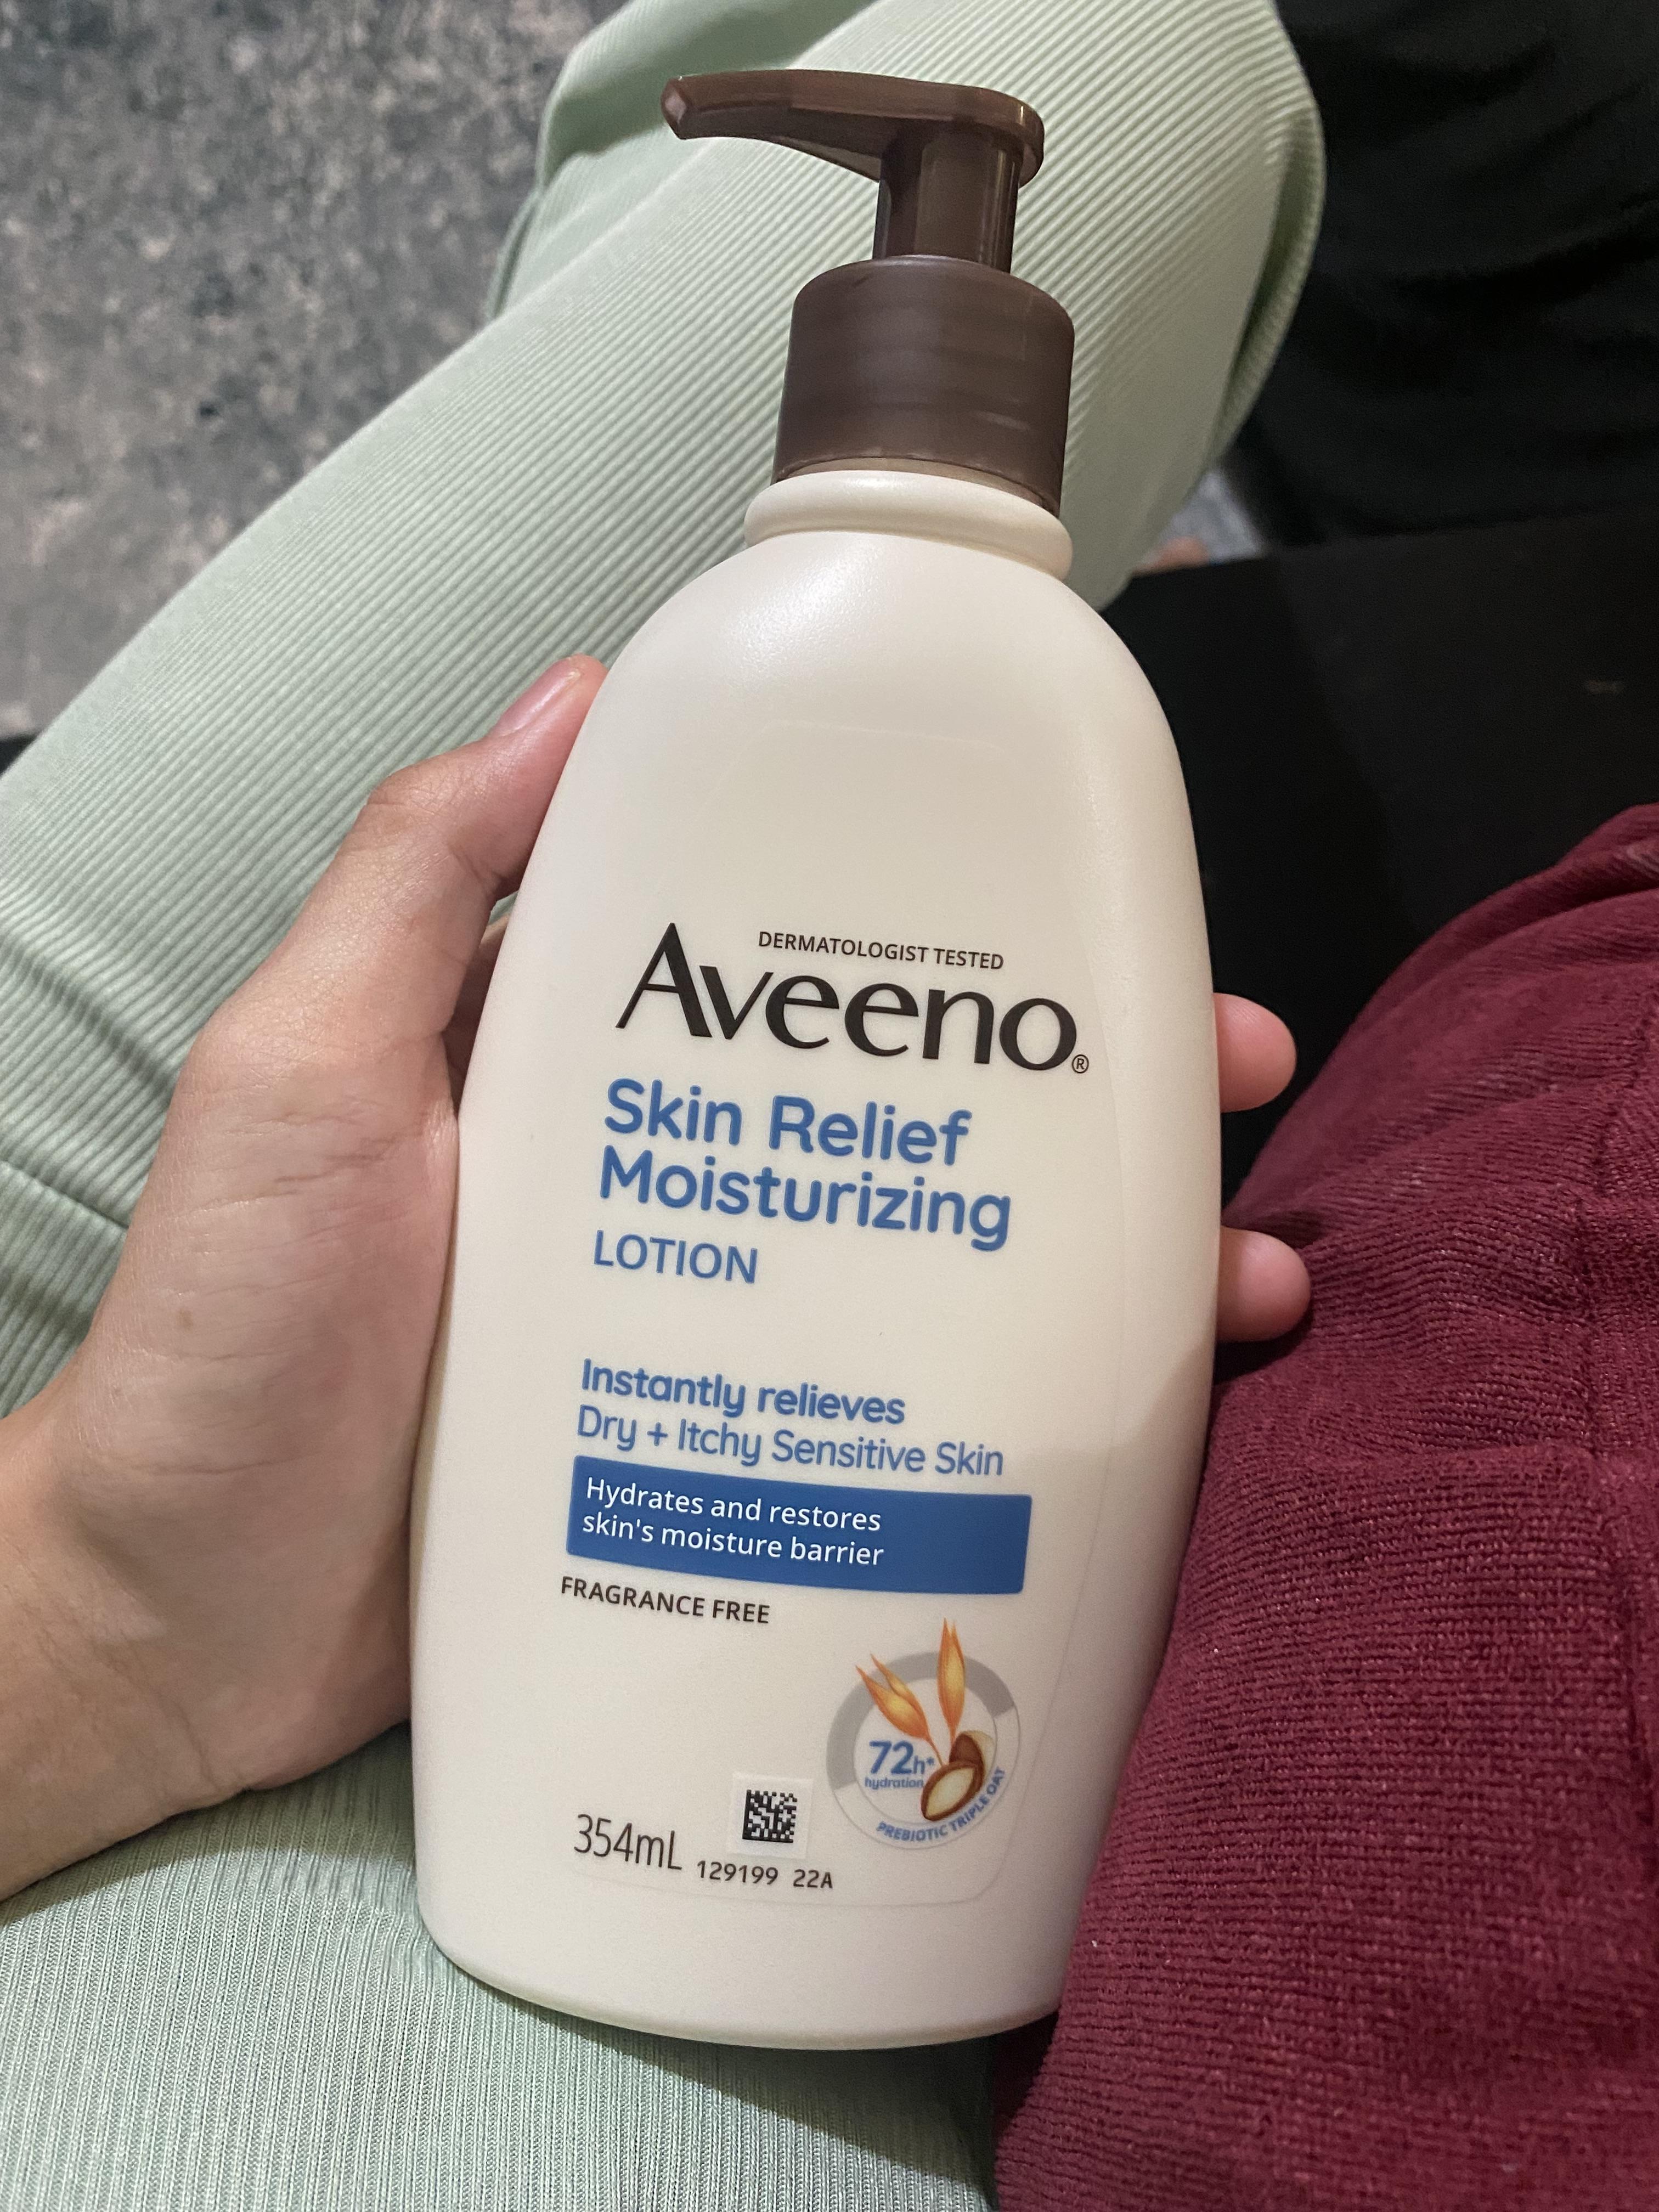 DERMATOLOGIST TESTED
Aveeno®
Skin Relief
Moisturizing
LOTION
Instantly relieves
Dry + Itchy Sensitive Skin
Hydrates and restores
skin's moisture barrier
FRAGRANCE FREE
72h*
hydration
PREBIOTIC TRIPLE OAT
354mL
129199 22A